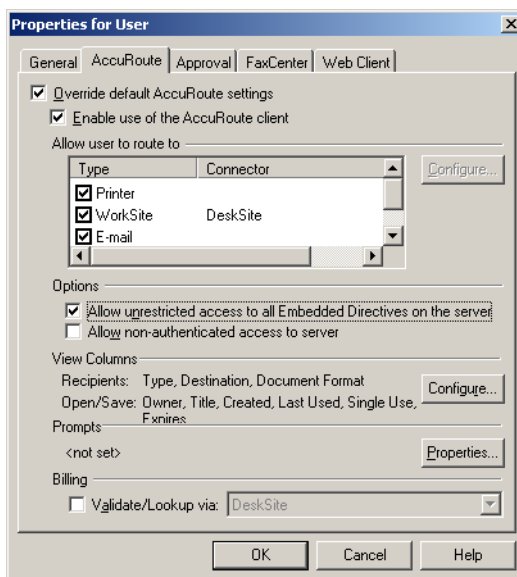 Properties for User
General AccuRoute Approval FaxCenter Web Client
Override default AccuRoute settings
Enable use of the AccuRoute client
Allow user to route to
Type Connector
Printer Configure...
WorkSite DeskSite
E-mail
Options
Allow unrestricted access to all Embedded Directives on the server
Allow non-authenticated access to server
View Columns
Recipients: Type, Destination, Document Format
Configure...
Open/Save: Owner, Title, Created, Last Used, Single Use,
Expires
Prompts
<not set> Properties...
Billing
Validate/Lookup via: DeskSite
OK Cancel Help